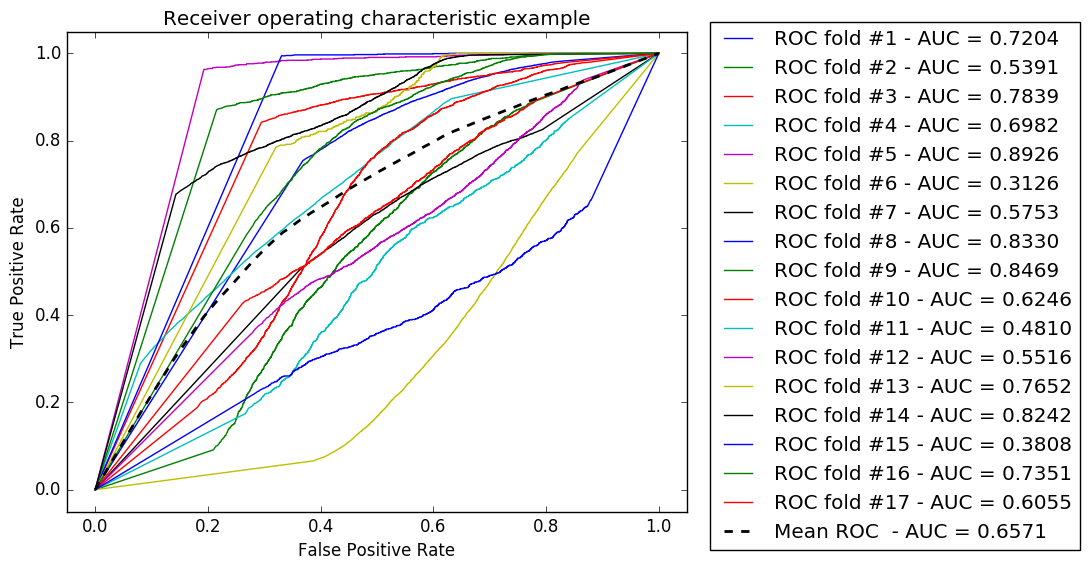 Receiver operating characteristic example
1.0
0.8
0.6
0.4
0.2
0.0
True Positive Rate
0.0 0.2 0.4 0.6 0.8 1.0
False Positive Rate
ROC fold #1 - AUC = 0.7204
ROC fold #2 - AUC = 0.5391
ROC fold #3 - AUC = 0.7839
ROC fold #4 - AUC = 0.6982
ROC fold #5 - AUC = 0.8926
ROC fold #6 - AUC = 0.3126
ROC fold #7 - AUC = 0.5753
ROC fold #8 - AUC = 0.8330
ROC fold #9 - AUC = 0.8469
ROC fold #10 - AUC = 0.6246
ROC fold #11 - AUC = 0.4810
ROC fold #12 - AUC = 0.5516
ROC fold #13 - AUC = 0.7652
ROC fold #14 - AUC = 0.8242
ROC fold #15 - AUC = 0.3808
ROC fold #16 - AUC = 0.7351
ROC fold #17 - AUC = 0.6055
Mean ROC  - AUC = 0.6571